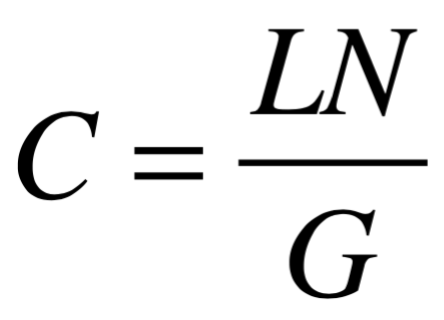 C = LN/G